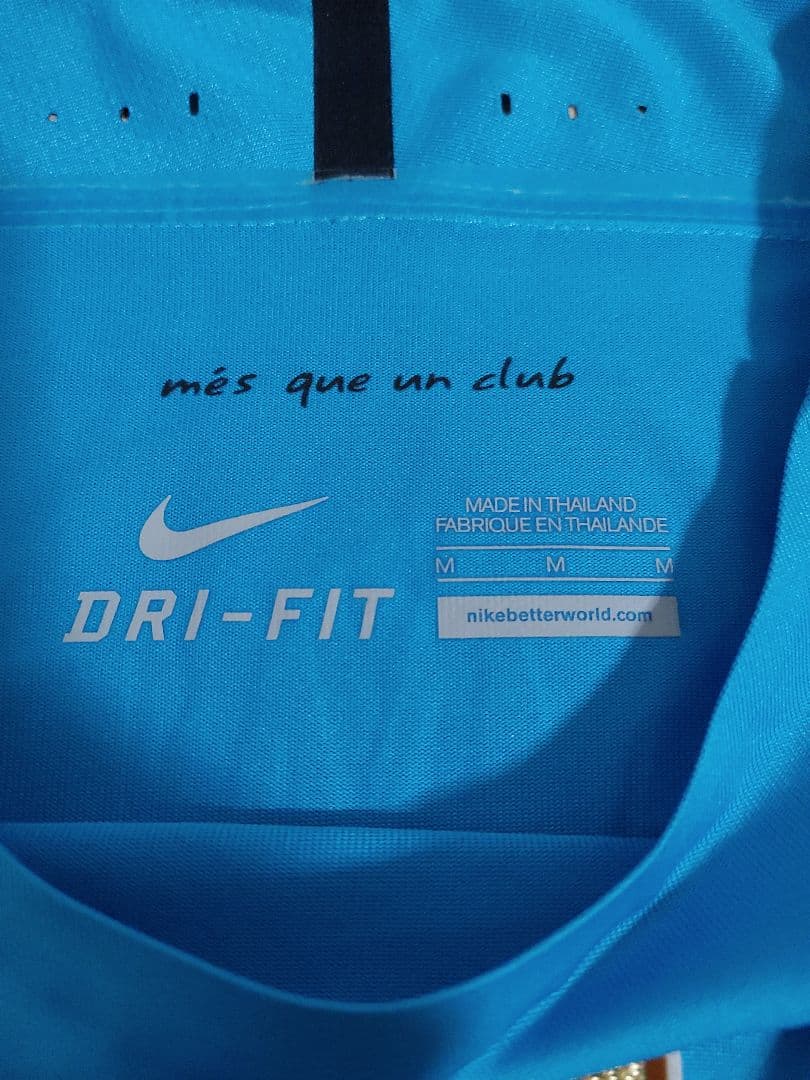 més que un club
DRI-FIT
MADE IN THAILAND
FABRIQUE EN THAILANDE
M M M
nikebetterworld.com